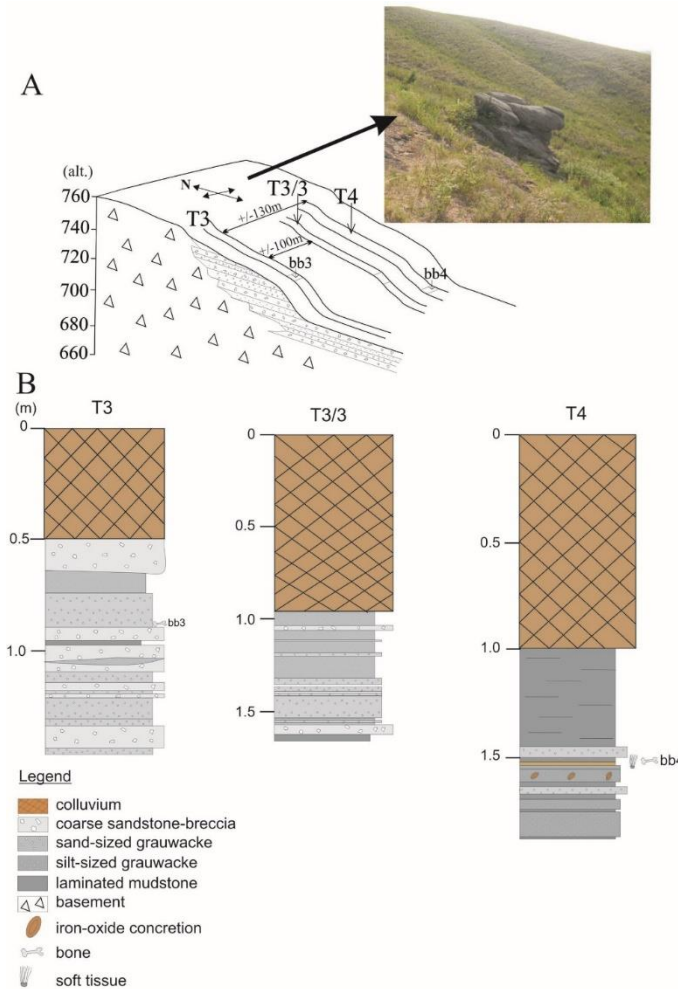 A
(alt.)
760
740
720
700
680
660
N
T3
T3/3
T4
+/-130m
+/-100m
bb3
bb4
B
(m)
T3
0
0.5
1.0
bb3
T3/3
0
0.5
1.0
1.5
T4
0
0.5
1.0
1.5
bb4
Legend
colluvium
coarse sandstone-breccia
sand-sized grauwacke
silt-sized grauwacke
laminated mudstone
basement
iron-oxide concretion
bone
soft tissue